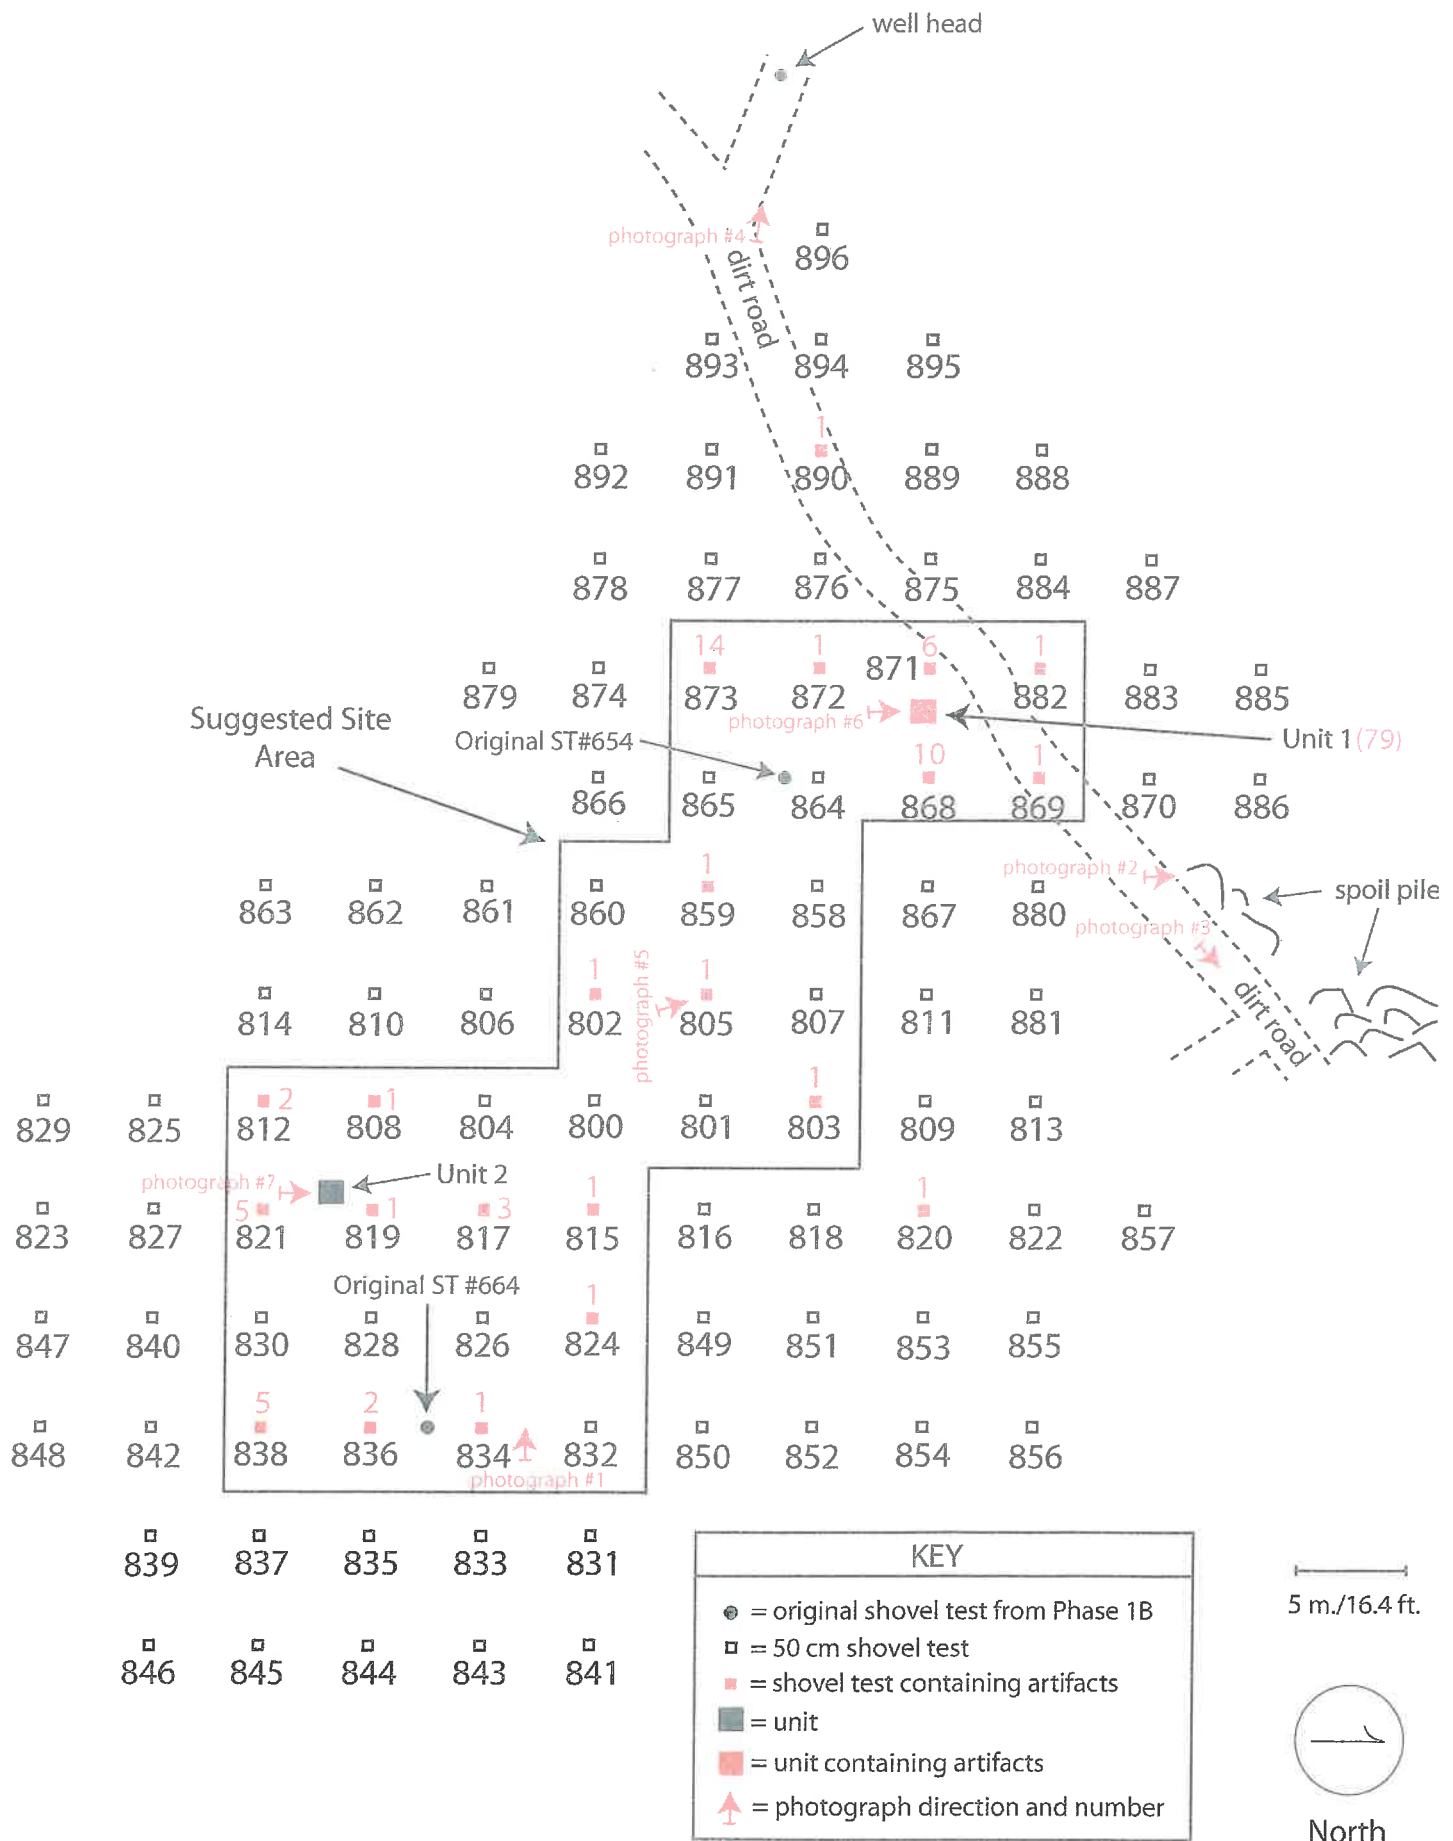 well head
photograph #4
896
dirt road
893 894 895
1
892 891 890 889 888
878 877 876 875 884 887
14 1 6 1
871
879 874 873 872 882 883 885
Suggested Site
Area
photograph #6
Original ST#654
Unit 1 (79)
10 1
866 865 864 868 869 870 886
1
photograph #2
spoil pile
863 862 861 860 859 858 867 880
photograph #3
1 1
photograph #5
814 810 806 802 805 807 811 881
dirt road
2 1 1
829 825 812 808 804 800 801 803 809 813
Unit 2
photograph #7
5 1 3 1 1
823 827 821 819 817 815 816 818 820 822 857
Original ST #664
1
847 840 830 828 826 824 849 851 853 855
5 2 1
848 842 838 836 834 832 850 852 854 856
photograph #1
839 837 835 833 831
846 845 844 843 841
KEY
= original shovel test from Phase 1B
= 50 cm shovel test
= shovel test containing artifacts
= unit
= unit containing artifacts
= photograph direction and number
5 m./16.4 ft.
North